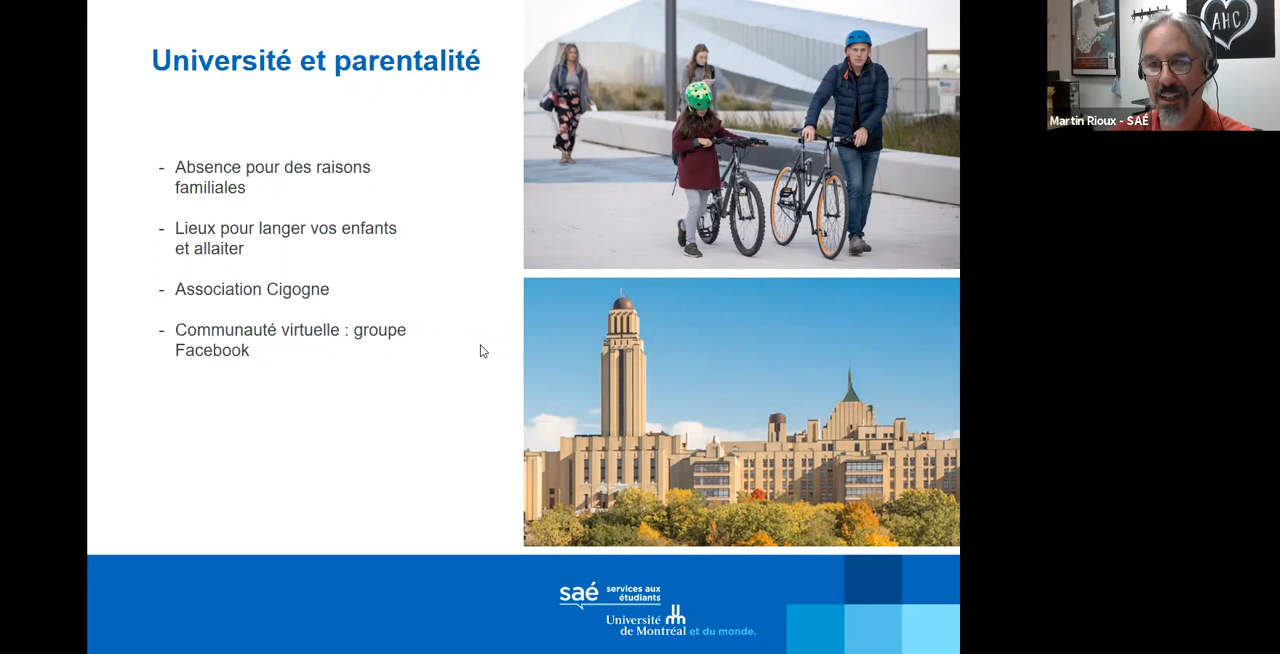 Université et parentalité
- Absence pour des raisons
familiales
- Lieux pour langer vos enfants
et allaiter
- Association Cigogne
- Communauté virtuelle : groupe
Facebook
saé services aux
étudiants
Université
de Montréal et du monde.
AHC
Martin Rioux - SAÉ